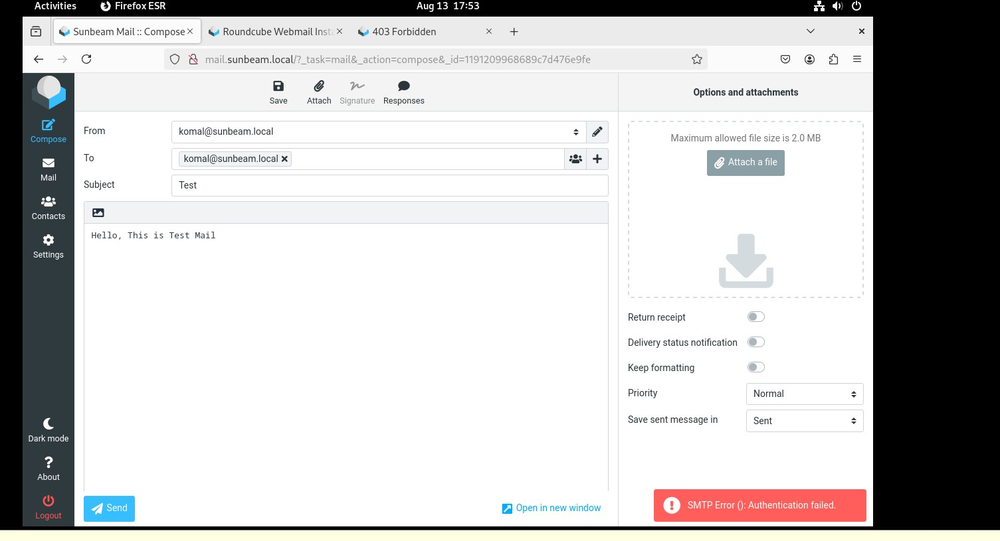 Activities Firefox ESR Aug 13 17:53
Sunbeam Mail :: Compose Roundcube Webmail Insta 403 Forbidden
mail.sunbeam.local/?_task=mail&_action=compose&_id=1191209968689c7d476e9fe
Save Attach Signature Responses
Options and attachments
Compose
Mail
Contacts
Settings
Dark mode
About
Logout
From komal@sunbeam.local
To komal@sunbeam.local
Subject Test
Hello, This is Test Mail
Send Open in new window
Maximum allowed file size is 2.0 MB
Attach a file
Return receipt
Delivery status notification
Keep formatting
Priority Normal
Save sent message in Sent
SMTP Error (): Authentication failed.